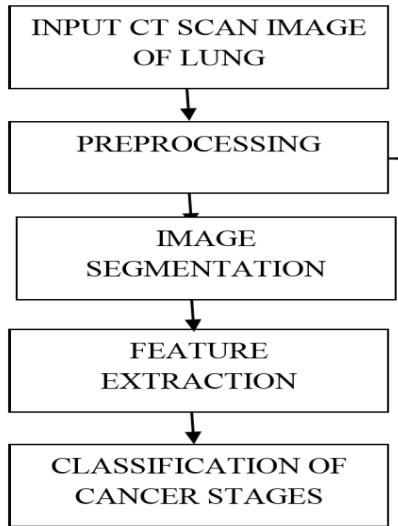 INPUT CT SCAN IMAGE
OF LUNG
PREPROCESSING
IMAGE
SEGMENTATION
FEATURE
EXTRACTION
CLASSIFICATION OF
CANCER STAGES